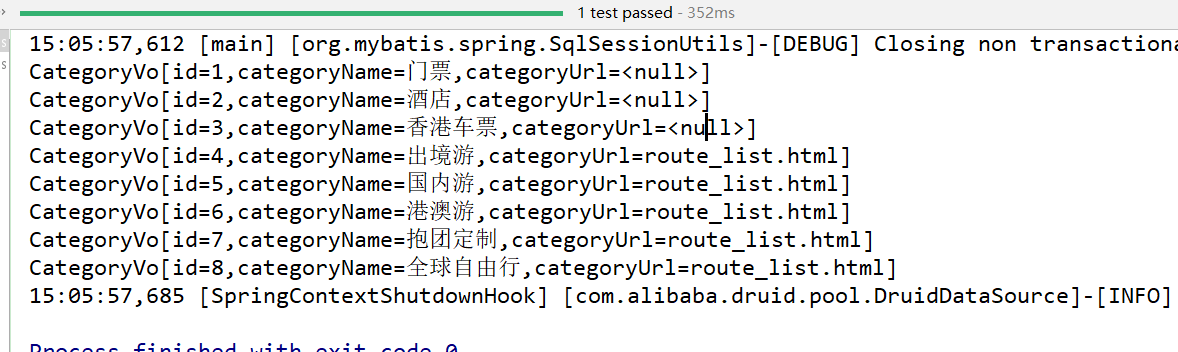 1 test passed - 352ms
15:05:57,612 [main] [org.mybatis.spring.SqlSessionUtils]-[DEBUG] Closing non
CategoryVo[id=1,categoryName=门票,categoryUrl=<null>]
CategoryVo[id=2,categoryName=酒店,categoryUrl=<null>]
CategoryVo[id=3,categoryName=香港车票,categoryUrl=<null>]
CategoryVo[id=4,categoryName=出境游,categoryUrl=route_list.html]
CategoryVo[id=5,categoryName=国内游,categoryUrl=route_list.html]
CategoryVo[id=6,categoryName=港澳游,categoryUrl=route_list.html]
CategoryVo[id=7,categoryName=抱团定制,categoryUrl=route_list.html]
CategoryVo[id=8,categoryName=全球自由行,categoryUrl=route_list.html]
15:05:57,685 [SpringContextShutdownHook] [com.alibaba.druid.pool.DruidDataSource]-[INFO]
Process finished with exit code 0